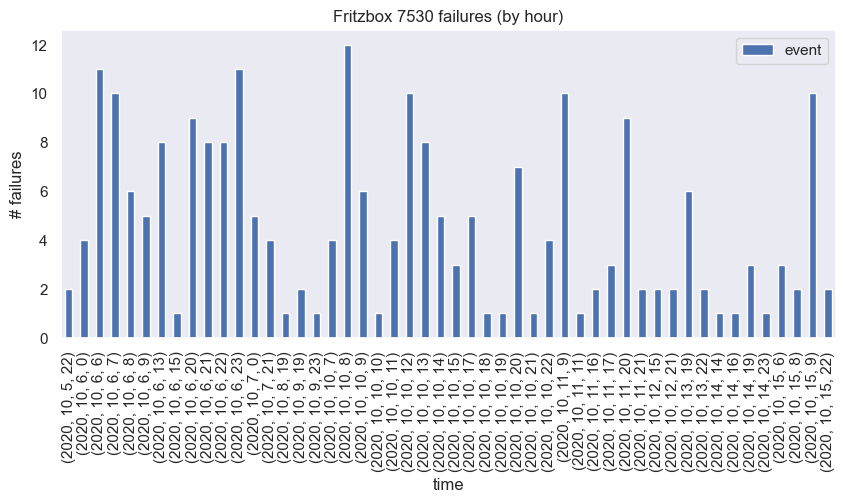 Fritzbox 7530 failures (by hour)
event
# failures
12
10
8
6
4
2
0
(2020, 10, 5, 22)
(2020, 10, 6, 0)
(2020, 10, 6, 6)
(2020, 10, 6, 7)
(2020, 10, 6, 8)
(2020, 10, 6, 9)
(2020, 10, 6, 13)
(2020, 10, 6, 15)
(2020, 10, 6, 20)
(2020, 10, 6, 21)
(2020, 10, 6, 22)
(2020, 10, 6, 23)
(2020, 10, 7, 0)
(2020, 10, 7, 21)
(2020, 10, 8, 19)
(2020, 10, 9, 19)
(2020, 10, 9, 23)
(2020, 10, 10, 7)
(2020, 10, 10, 8)
(2020, 10, 10, 9)
(2020, 10, 10, 10)
(2020, 10, 10, 11)
(2020, 10, 10, 12)
(2020, 10, 10, 13)
(2020, 10, 10, 14)
(2020, 10, 10, 15)
(2020, 10, 10, 17)
(2020, 10, 10, 18)
(2020, 10, 10, 19)
(2020, 10, 10, 20)
(2020, 10, 10, 21)
(2020, 10, 10, 22)
(2020, 10, 11, 9)
(2020, 10, 11, 11)
(2020, 10, 11, 16)
(2020, 10, 11, 17)
(2020, 10, 11, 20)
(2020, 10, 11, 21)
(2020, 10, 12, 15)
(2020, 10, 12, 21)
(2020, 10, 13, 19)
(2020, 10, 13, 22)
(2020, 10, 14, 14)
(2020, 10, 14, 16)
(2020, 10, 14, 19)
(2020, 10, 14, 23)
(2020, 10, 15, 6)
(2020, 10, 15, 8)
(2020, 10, 15, 9)
(2020, 10, 15, 22)
time